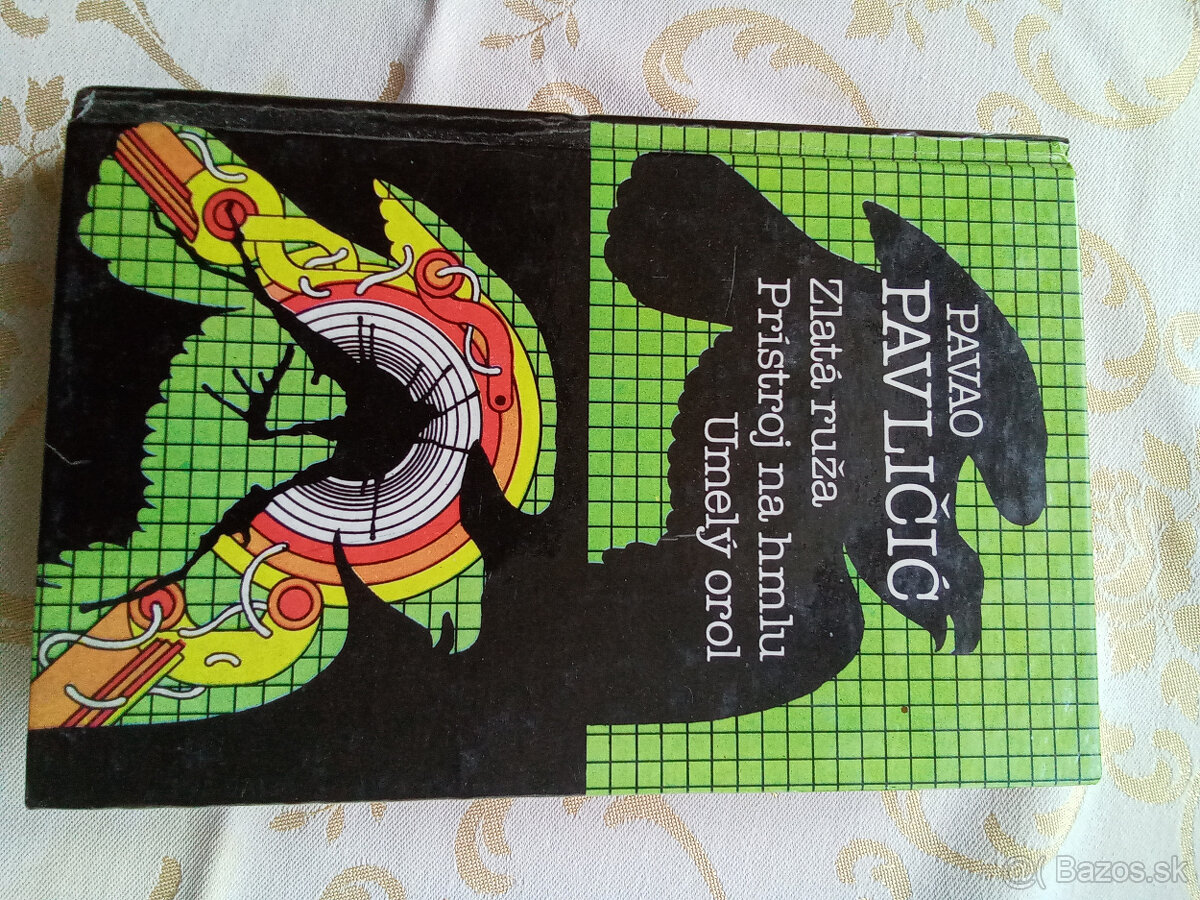 PAVAO
PAVLIČIĆ
Zlatá ruža
Prístroj na hmlu
Umelý orol
Bazos.sk